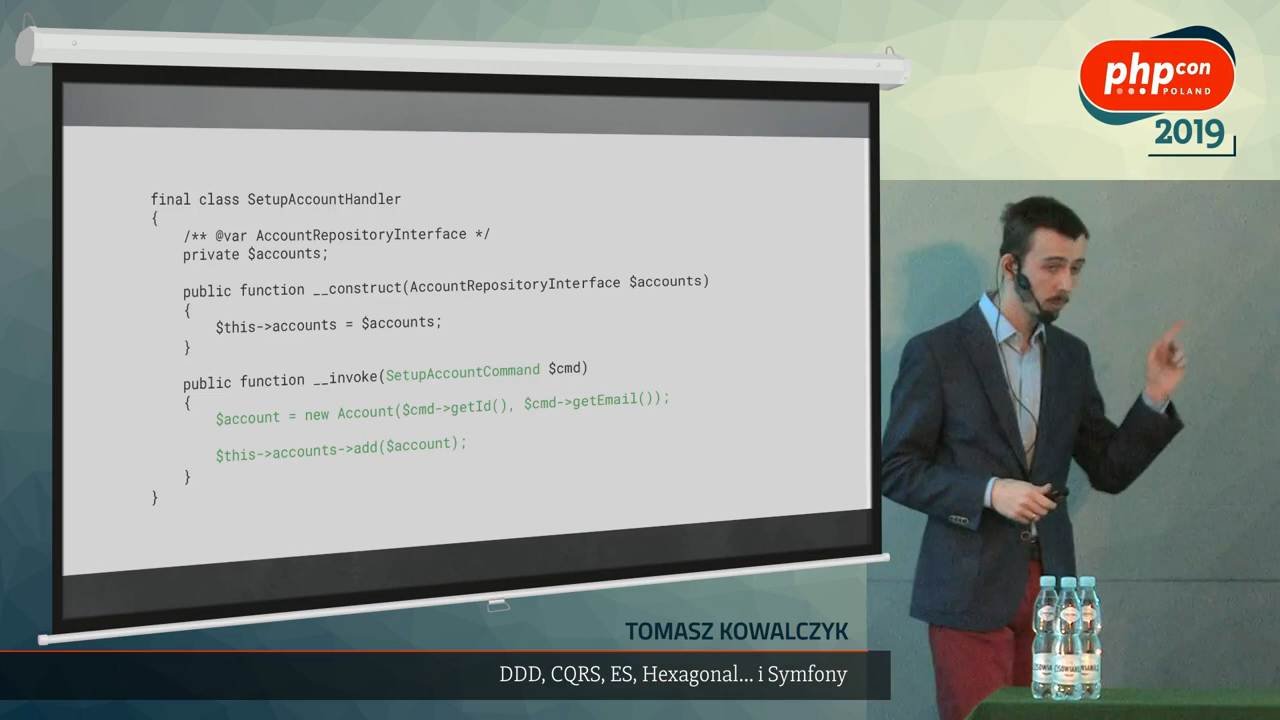 final class SetupAccountHandler
{
/** @var AccountRepositoryInterface */
private $accounts;
public function __construct(AccountRepositoryInterface $accounts)
{
$this->accounts = $accounts;
}
public function __invoke(SetupAccountCommand $cmd)
{
$account = new Account($cmd->getId(), $cmd->getEmail());
$this->accounts->add($account);
}
}
phpcon
POLAND
2019
TOMASZ KOWALCZYK
DDD, CQRS, ES, Hexagonal... i Symfony